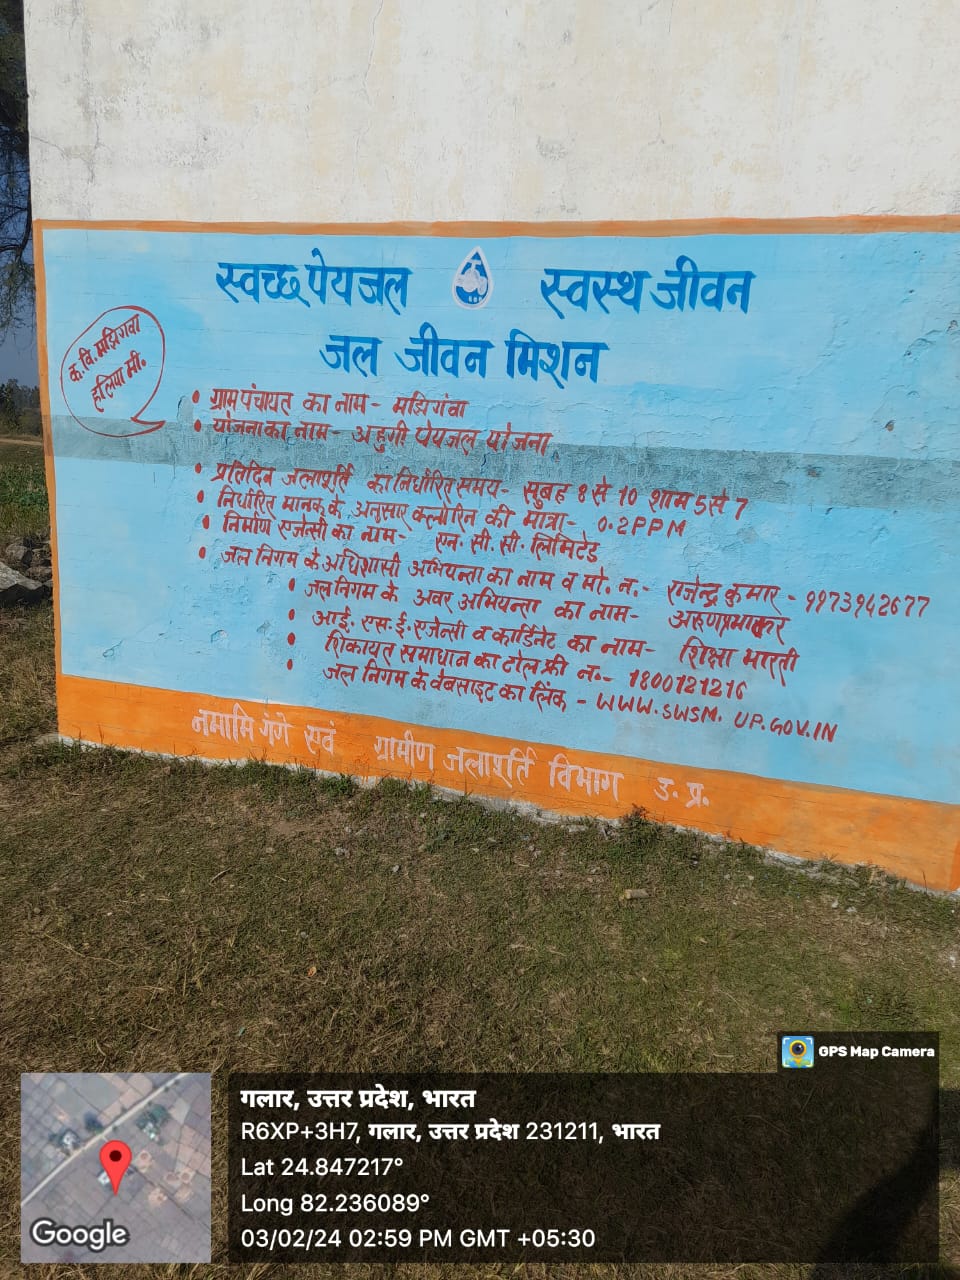 स्वच्छ पेयजल स्वस्थ जीवन
जल जीवन मिशन
क. वि. मझिगवा
हलिया मी.
• ग्राम पंचायत का नाम - मझिगंवा
• योजना का नाम - अहुगी पेयजल योजना
• प्रतिदिन जलापूर्ति का निर्धारित समय - सुबह 8 से 10 शाम 5 से 7
• निर्धारित मानक के अनुसार क्लोरिन की मात्रा - 0.2PPM
• निर्माण एजेन्सी का नाम - एन. सी. सी. लिमिटेड
• जल निगम के अधिशासी अभियन्ता का नाम व मो. न. - राजेन्द्र कुमार - 9973942677
• जल निगम के अवर अभियन्ता का नाम - अरुण प्रभाकर
• आई. एस. ई. एजेन्सी व कार्डिनेट का नाम - शिक्षा भारती
• शिकायत समाधान का टोल फ्री न. - 1800121216
• जल निगम के वेबसाइट का लिंक - WWW.SWSM.UP.GOV.IN
नमामि गंगे एवं ग्रामीण जलापूर्ति विभाग उ. प्र.
GPS Map Camera
गलार, उत्तर प्रदेश, भारत
R6XP+3H7, गलार, उत्तर प्रदेश 231211, भारत
Lat 24.847217°
Long 82.236089°
03/02/24 02:59 PM GMT +05:30
Google